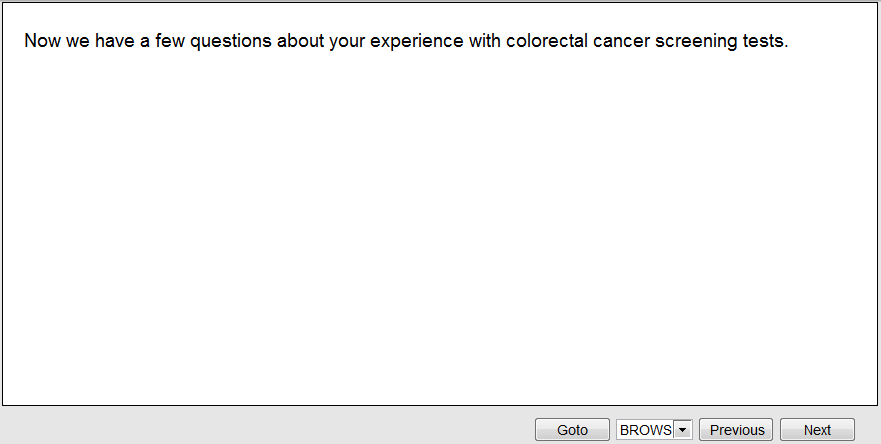 Now we have a few questions about your experience with colorectal cancer screening tests.
Goto BROWS Previous Next